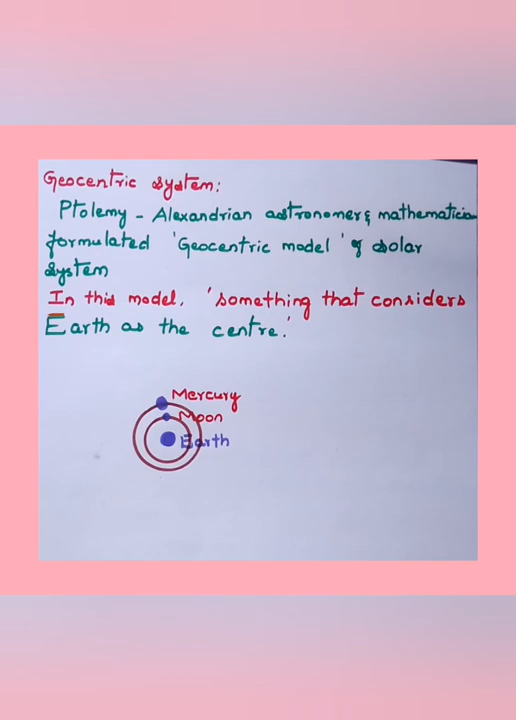 Geocentric system:
Ptolemy - Alexandrian astronomer & mathematician
formulated 'Geocentric model' of solar
system
In this model, 'something that considers
Earth as the centre.'
Mercury
Moon
Earth